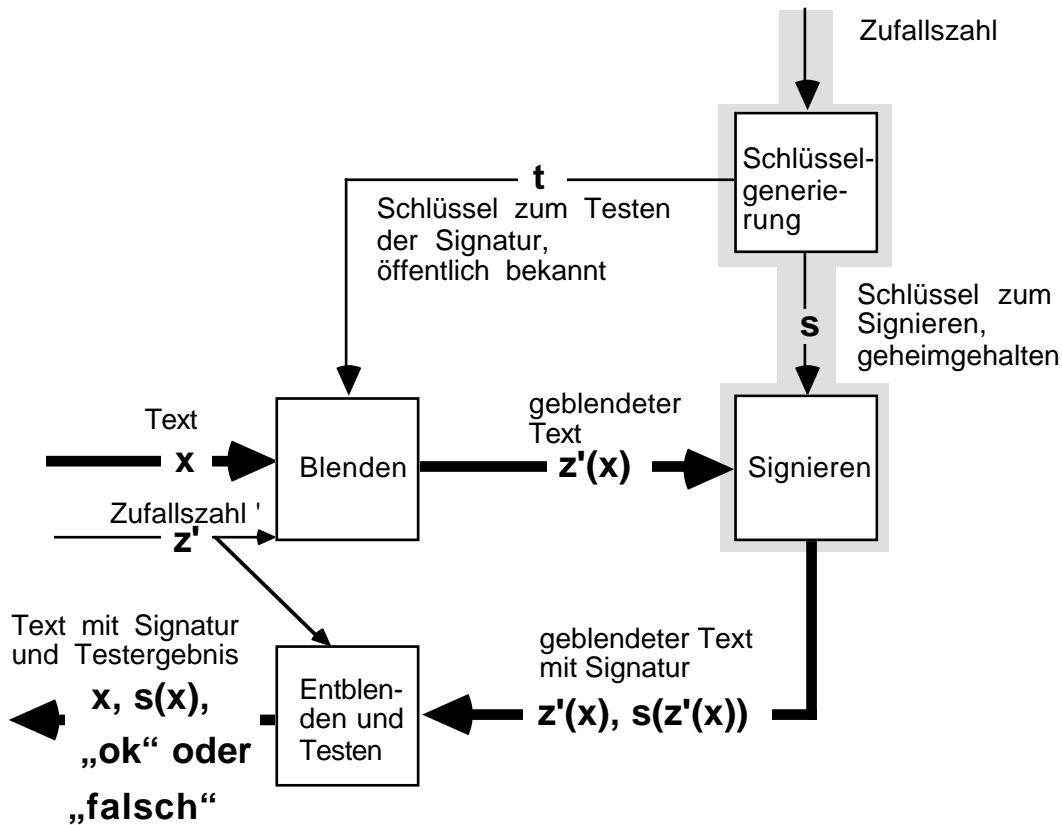 Zufallszahl
Schlüssel-
generie-
rung
t
Schlüssel zum Testen
der Signatur,
öffentlich bekannt
s
Schlüssel zum
Signieren,
geheimgehalten
Text
x
Blenden
geblendeter
Text
z'(x)
Signieren
Zufallszahl '
z'
Text mit Signatur
und Testergebnis
x, s(x),
„ok“ oder
„falsch“
Entblen-
den und
Testen
geblendeter Text
mit Signatur
z'(x), s(z'(x))